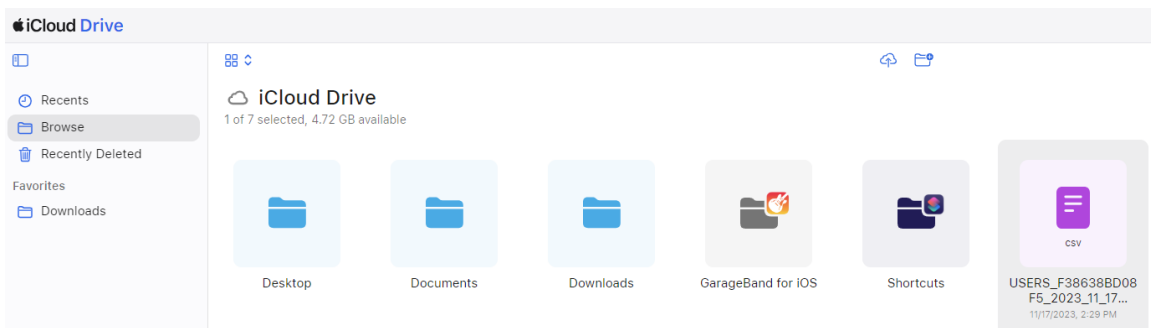 iCloud Drive
Recents
Browse
Recently Deleted
Favorites
Downloads
iCloud Drive
1 of 7 selected, 4.72 GB available
Desktop
Documents
Downloads
GarageBand for iOS
Shortcuts
csv
USERS_F38638BD08
F5_2023_11_17...
11/17/2023, 2:29 PM